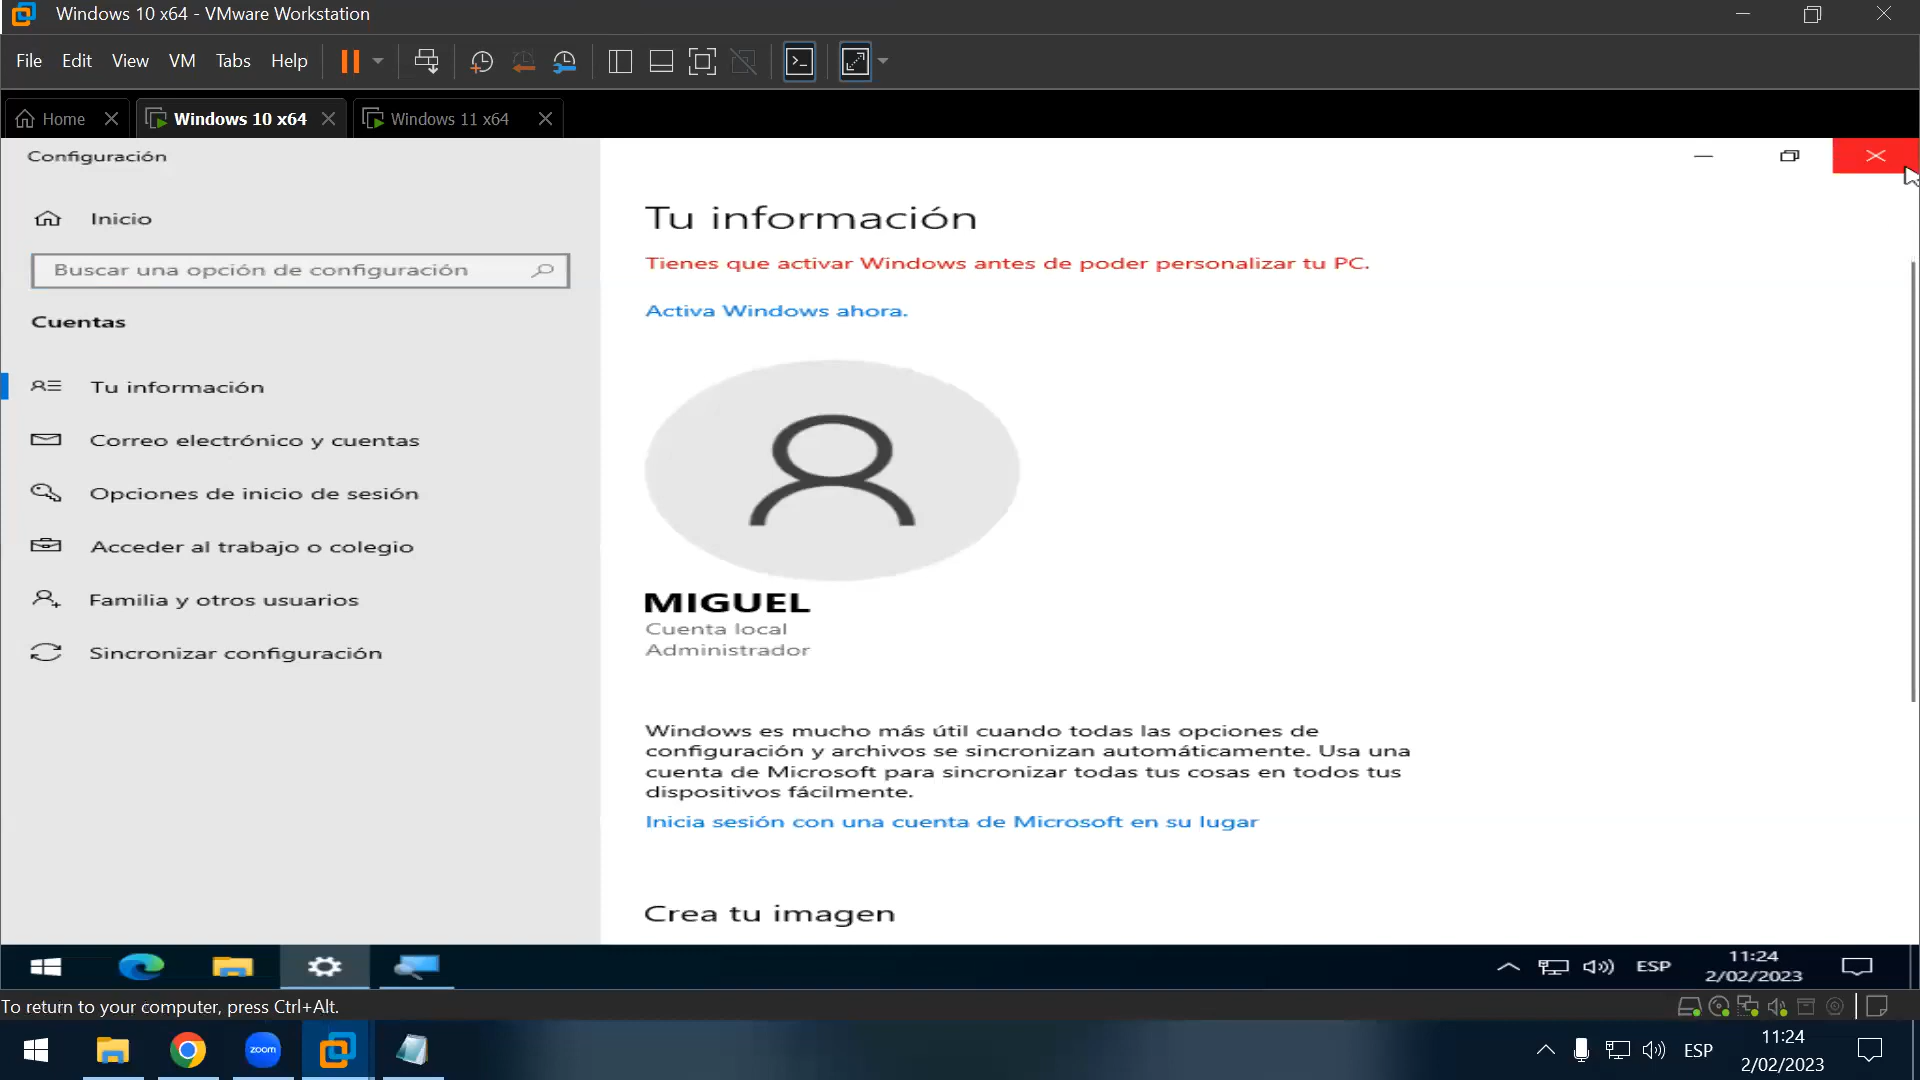 Windows 10 x64 - VMware Workstation
File Edit View VM Tabs Help
Home
Windows 10 x64
Windows 11 x64
Configuración
Inicio
Buscar una opción de configuración
Cuentas
Tu información
Correo electrónico y cuentas
Opciones de inicio de sesión
Acceder al trabajo o colegio
Familia y otros usuarios
Sincronizar configuración
Tu información
Tienes que activar Windows antes de poder personalizar tu PC.
Activa Windows ahora.
MIGUEL
Cuenta local
Administrador
Windows es mucho más útil cuando todas las opciones de
configuración y archivos se sincronizan automáticamente. Usa una
cuenta de Microsoft para sincronizar todas tus cosas en todos tus
dispositivos fácilmente.
Inicia sesión con una cuenta de Microsoft en su lugar
Crea tu imagen
ESP
11:24
2/02/2023
To return to your computer, press Ctrl+Alt.
zoom
ESP
11:24
2/02/2023